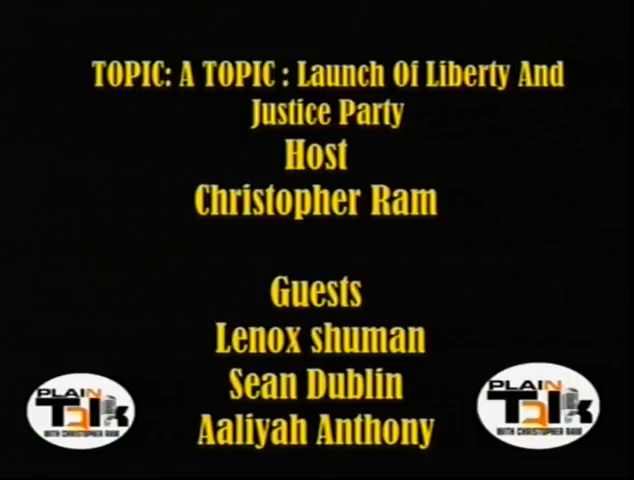 TOPIC: A TOPIC : Launch Of Liberty And
Justice Party
Host
Christopher Ram
Guests
Lenox shuman
Sean Dublin
Aaliyah Anthony
PLAIN
Talk
WITH CHRISTOPHER RAM
PLAIN
Talk
WITH CHRISTOPHER RAM